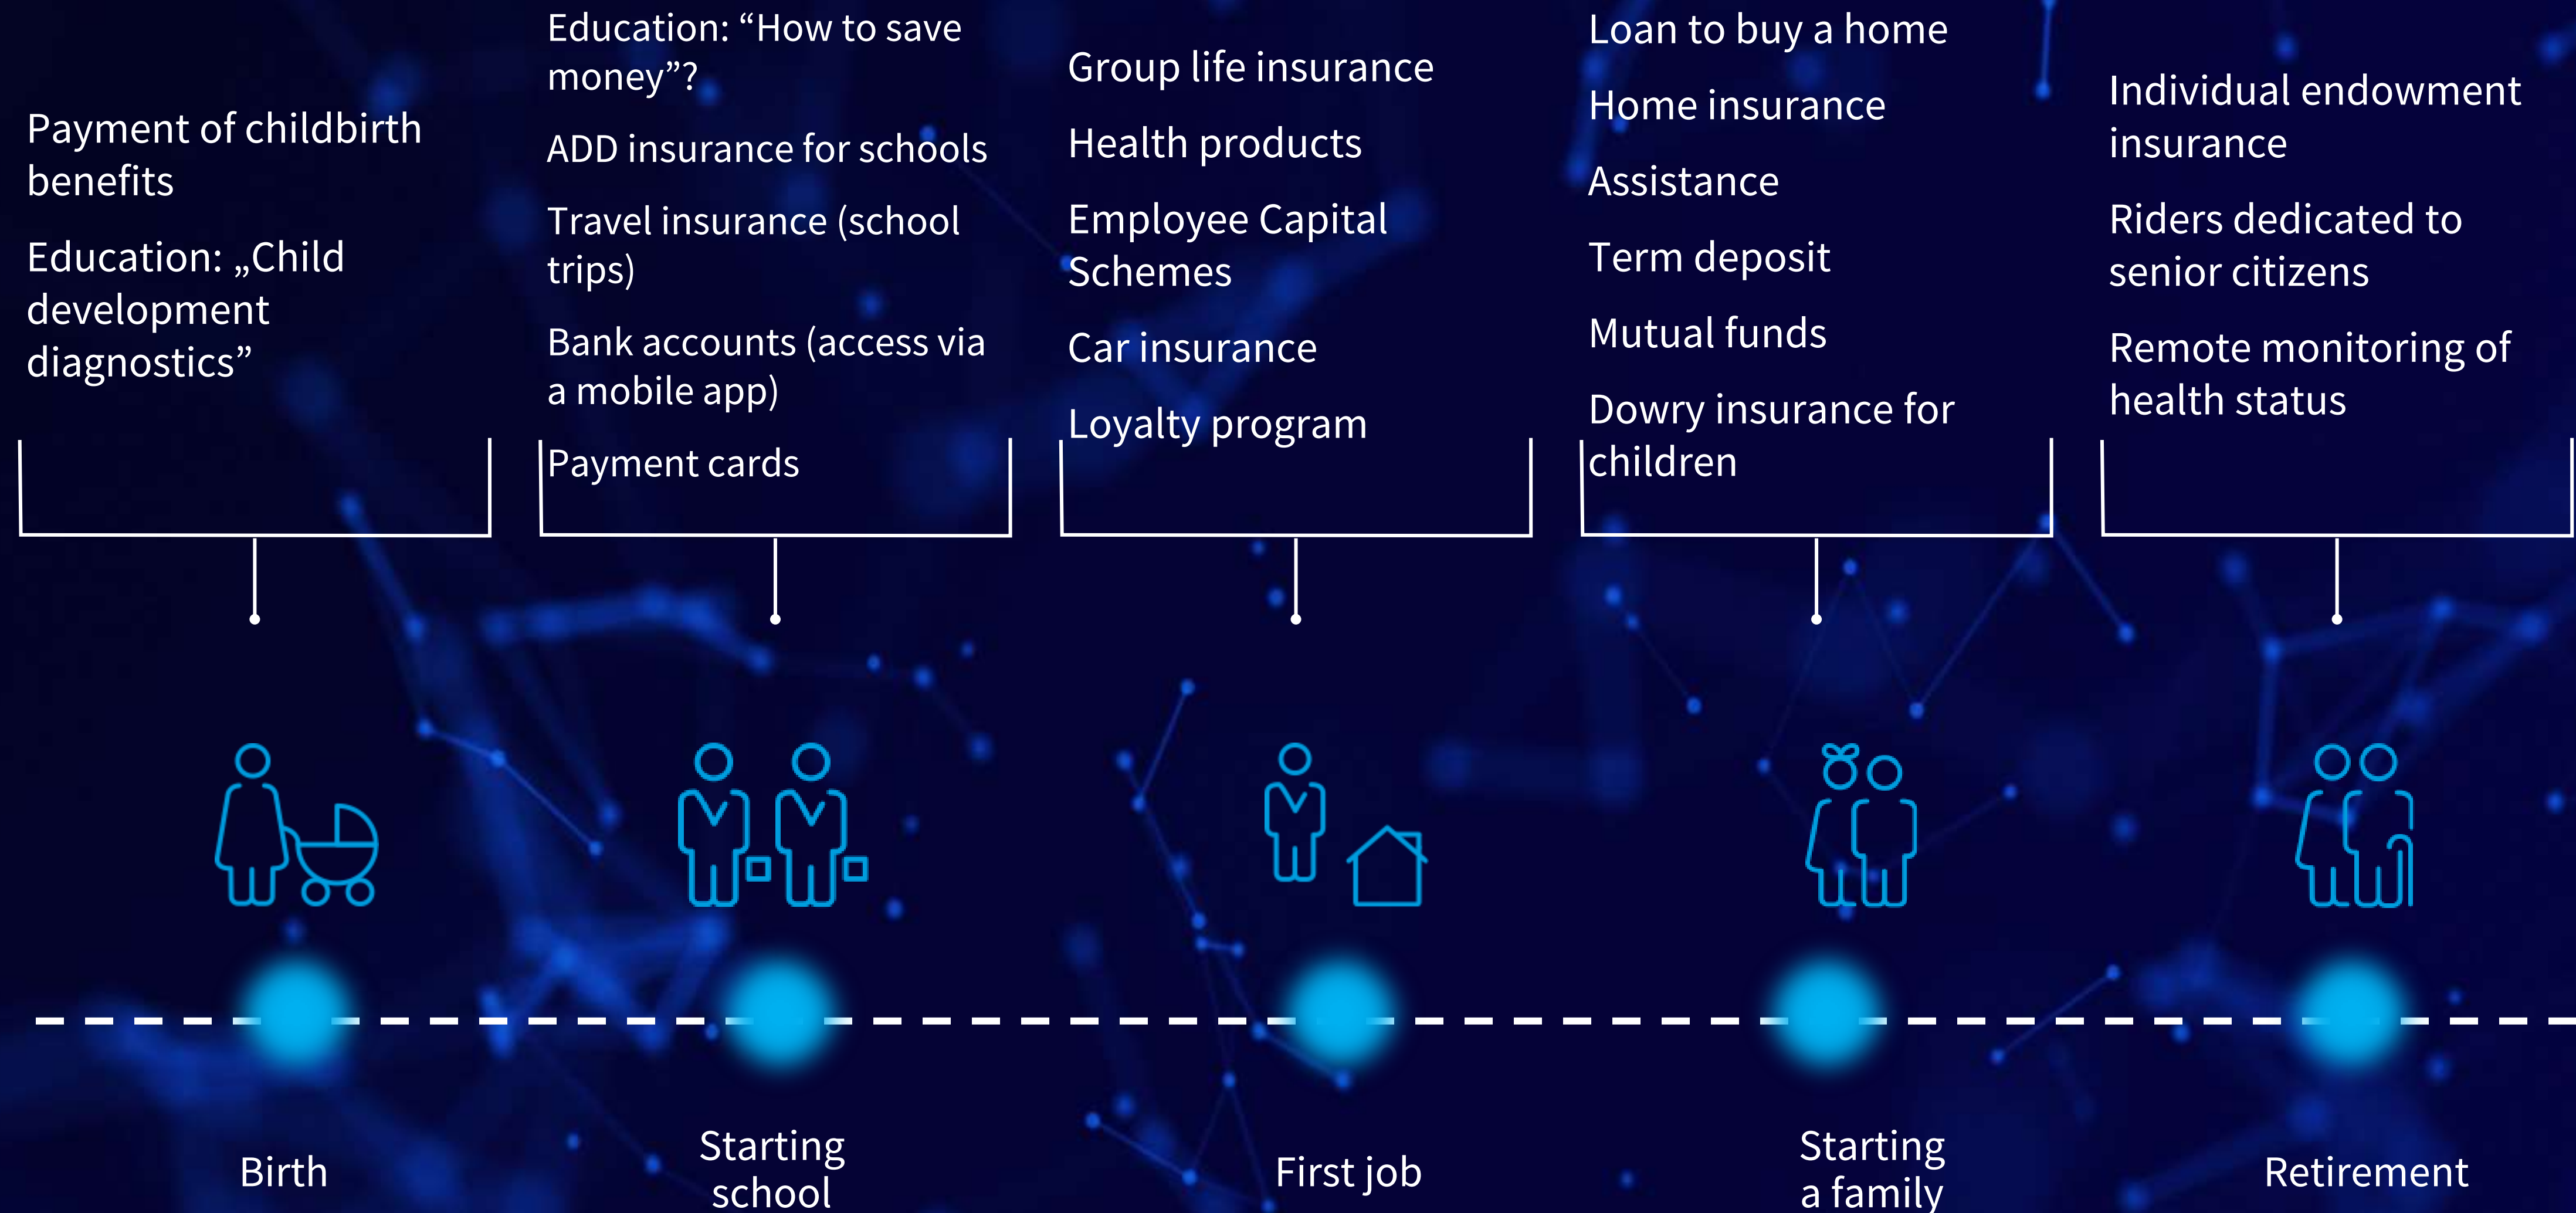 Payment of childbirth
benefits
Education: „Child
development
diagnostics”
Education: “How to save
money”?
ADD insurance for schools
Travel insurance (school
trips)
Bank accounts (access via
a mobile app)
Payment cards
Group life insurance
Health products
Employee Capital
Schemes
Car insurance
Loyalty program
Loan to buy a home
Home insurance
Assistance
Term deposit
Mutual funds
Dowry insurance for
children
Individual endowment
insurance
Riders dedicated to
senior citizens
Remote monitoring of
health status
Birth
Starting
school
First job
Starting
a family
Retirement